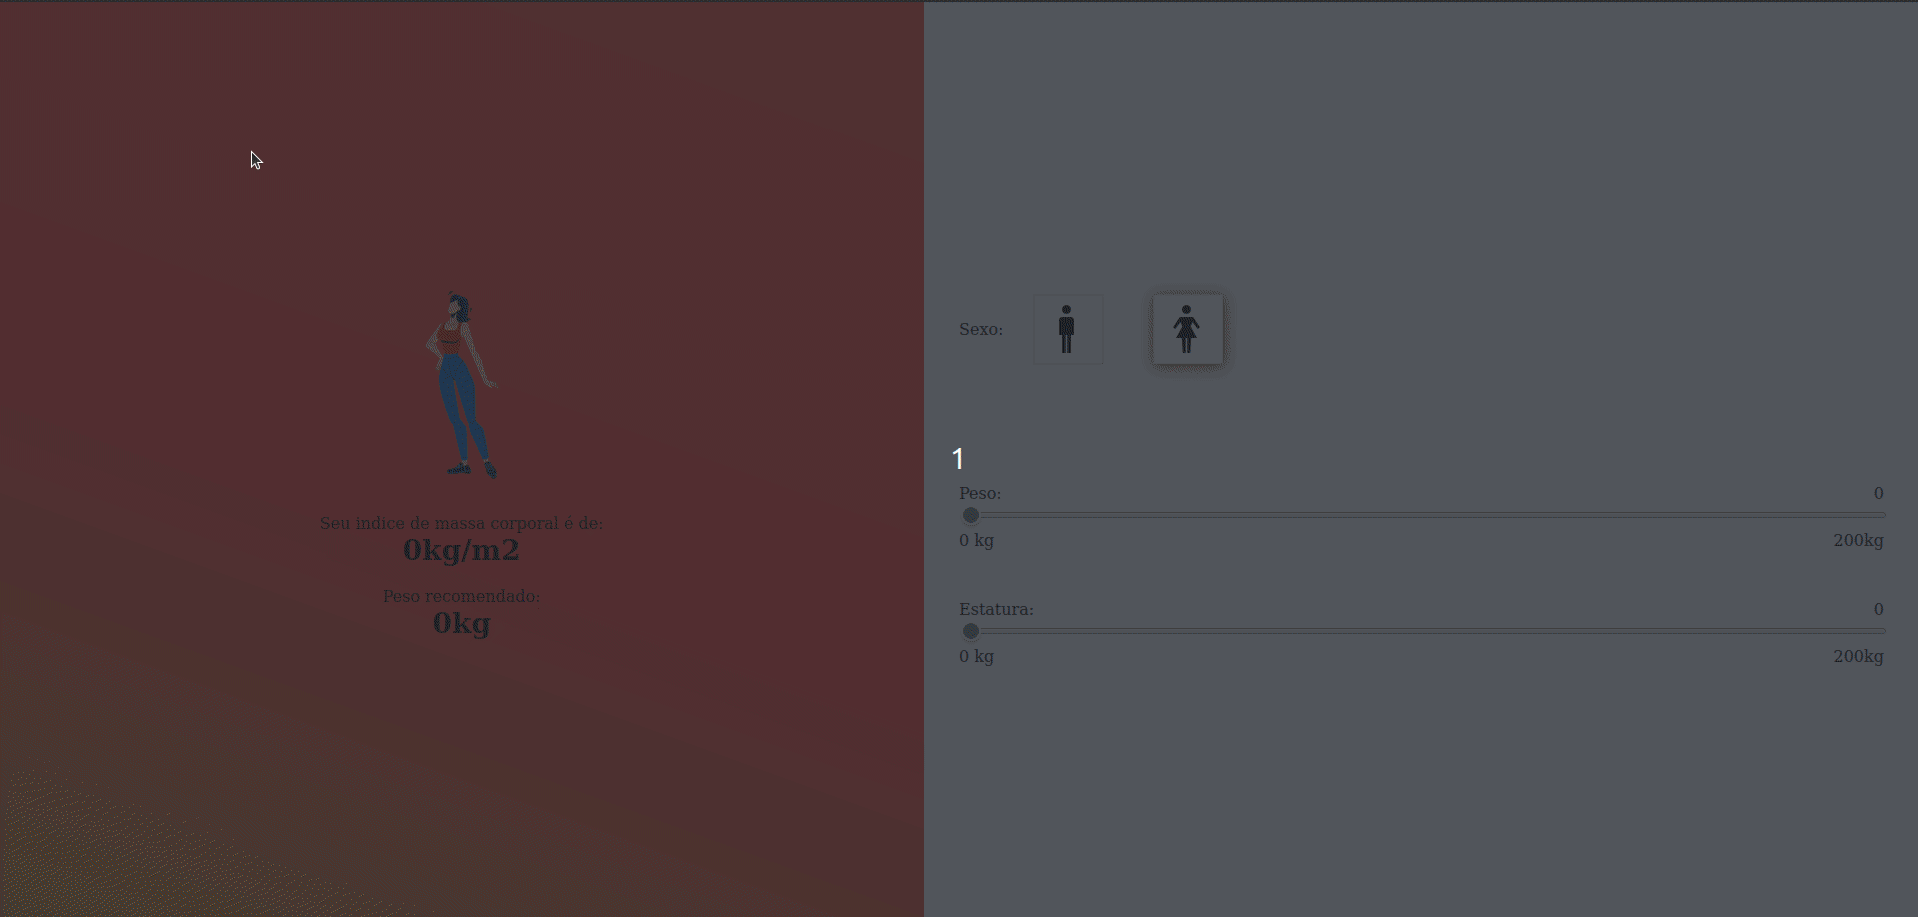 Seu indice de massa corporal é de:
0kg/m2
Peso recomendado:
0kg
Sexo:
1
Peso: 0
0 kg 200kg
Estatura: 0
0 kg 200kg